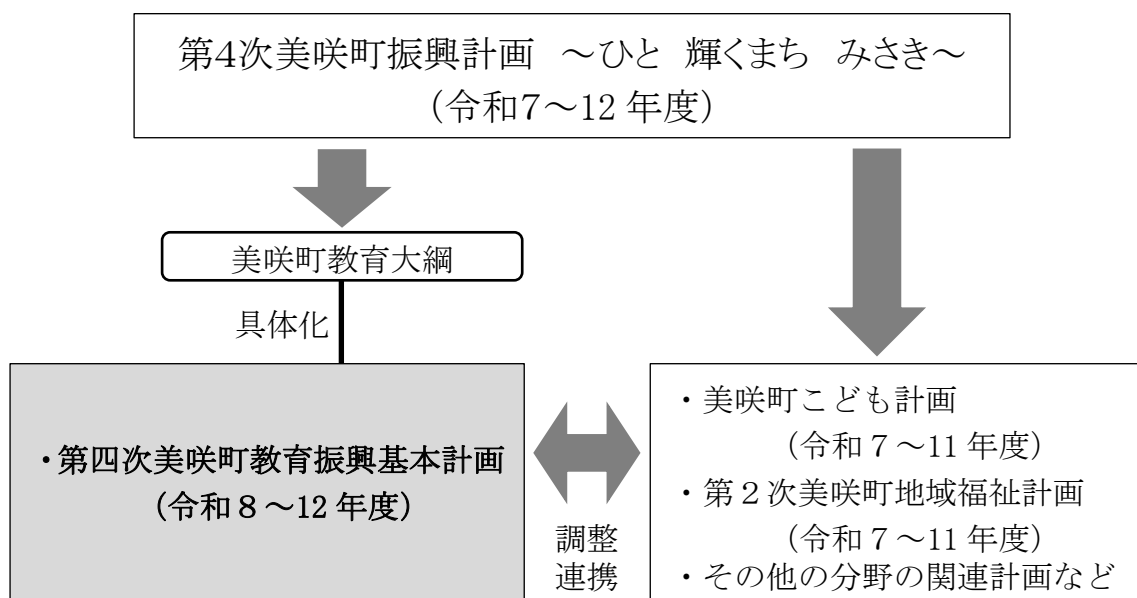 第4次美咲町振興計画　～ひと　輝くまち　みさき～
（令和7～12 年度）
美咲町教育大綱
具体化
・第四次美咲町教育振興基本計画
（令和８～12 年度）
調整
連携
・美咲町こども計画
（令和７～11 年度）
・第２次美咲町地域福祉計画
（令和７～11 年度）
・その他の分野の関連計画など